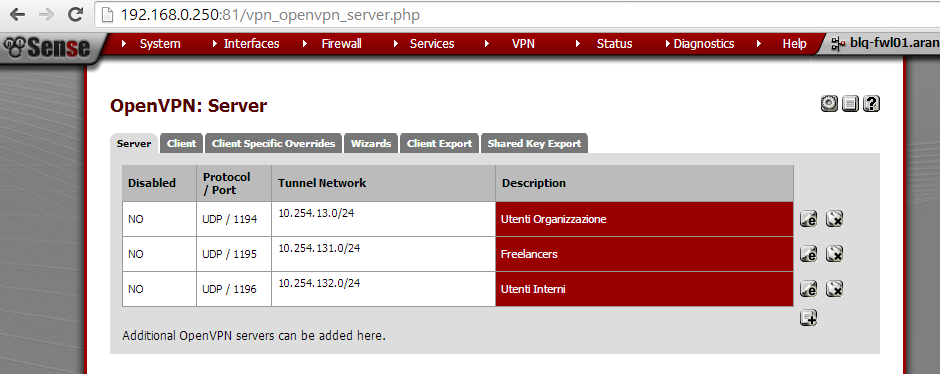 192.168.0.250:81/vpn_openvpn_server.php
Sense System Interfaces Firewall Services VPN Status Diagnostics Help blq-fwl01.aran
OpenVPN: Server
Server Client Client Specific Overrides Wizards Client Export Shared Key Export
Disabled Protocol / Port Tunnel Network Description
NO UDP / 1194 10.254.13.0/24 Utenti Organizzazione
NO UDP / 1195 10.254.131.0/24 Freelancers
NO UDP / 1196 10.254.132.0/24 Utenti Interni
Additional OpenVPN servers can be added here.